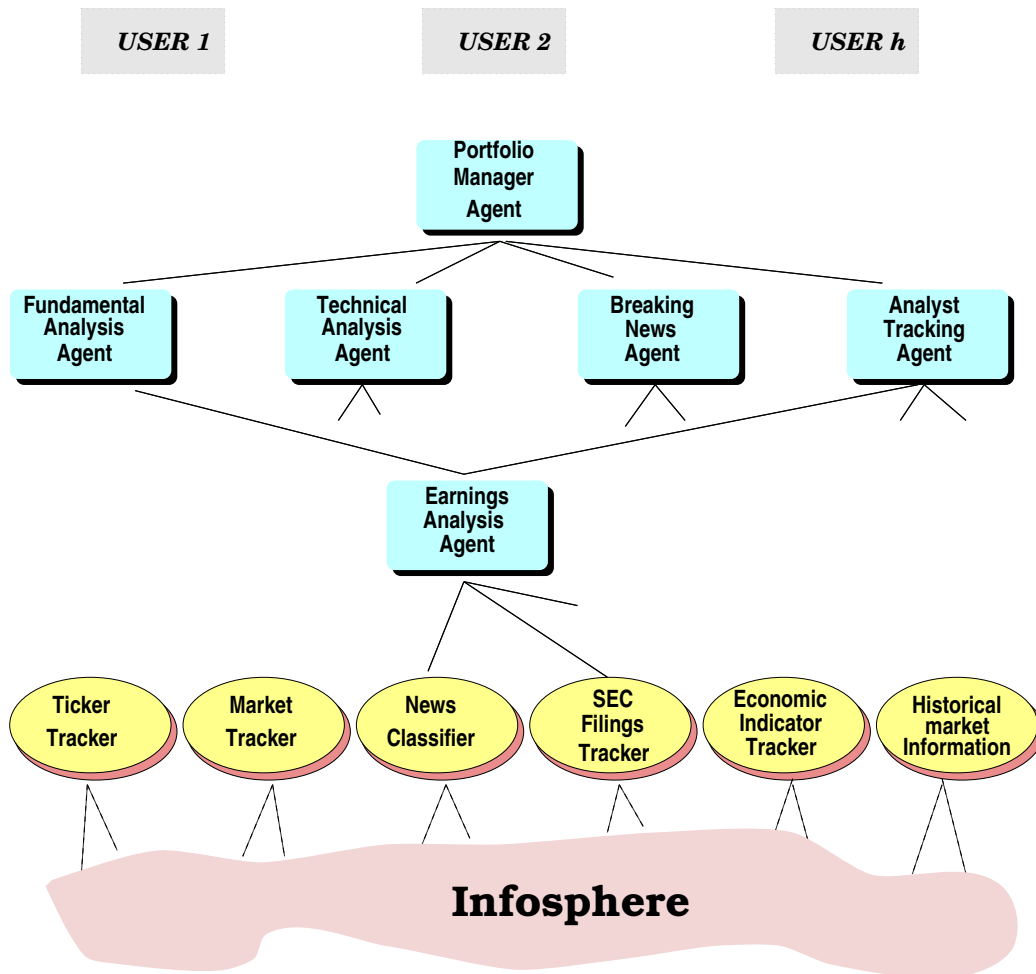 USER 1
USER 2
USER h
Portfolio
Manager
Agent
Fundamental
Analysis
Agent
Technical
Analysis
Agent
Breaking
News
Agent
Analyst
Tracking
Agent
Earnings
Analysis
Agent
Ticker
Tracker
Market
Tracker
News
Classifier
SEC
Filings
Tracker
Economic
Indicator
Tracker
Historical
market
Information
Infosphere